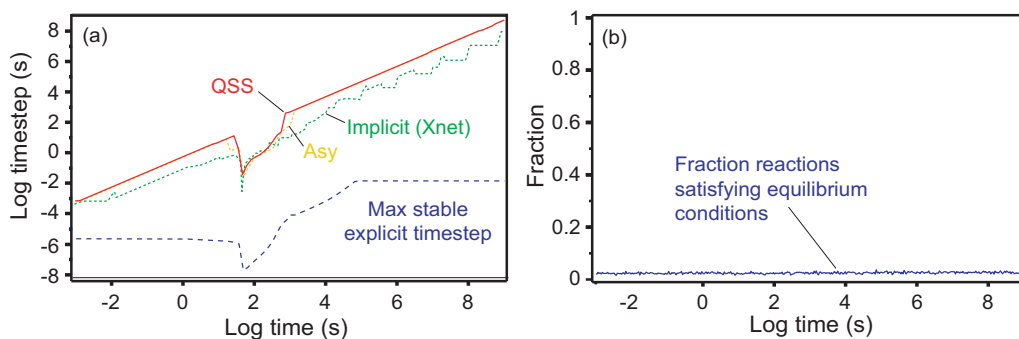 (a)
8
6
4
2
0
-2
-4
-6
-8
Log timestep (s)
QSS
Implicit (Xnet)
Asy
Max stable
explicit timestep
-2
0
2
4
6
8
Log time (s)
(b)
1
0.8
0.6
0.4
0.2
0
Fraction
Fraction reactions
satisfying equilibrium
conditions
-2
0
2
4
6
8
Log time (s)